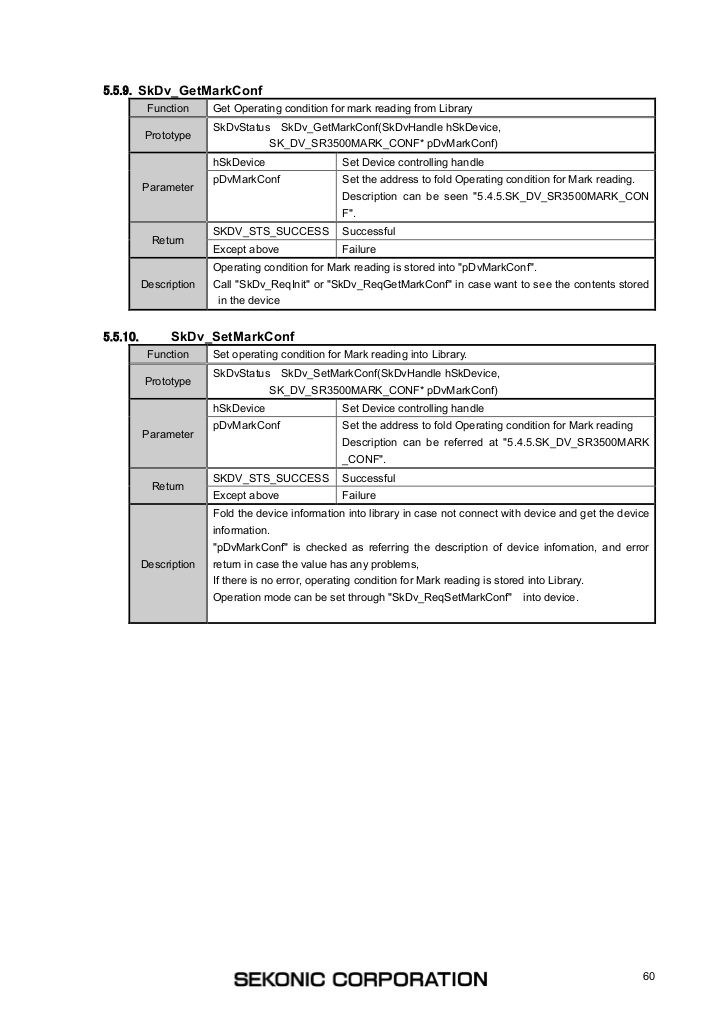 5.5.9. SkDv_GetMarkConf
Function Get Operating condition for mark reading from Library
Prototype SkDvStatus SkDv_GetMarkConf(SkDvHandle hSkDevice,
SK_DV_SR3500MARK_CONF* pDvMarkConf)
Parameter hSkDevice Set Device controlling handle
pDvMarkConf Set the address to fold Operating condition for Mark reading.
Description can be seen "5.4.5.SK_DV_SR3500MARK_CON
F".
Return SKDV_STS_SUCCESS Successful
Except above Failure
Description Operating condition for Mark reading is stored into "pDvMarkConf".
Call "SkDv_ReqInit" or "SkDv_ReqGetMarkConf" in case want to see the contents stored
in the device
5.5.10. SkDv_SetMarkConf
Function Set operating condition for Mark reading into Library.
Prototype SkDvStatus SkDv_SetMarkConf(SkDvHandle hSkDevice,
SK_DV_SR3500MARK_CONF* pDvMarkConf)
Parameter hSkDevice Set Device controlling handle
pDvMarkConf Set the address to fold Operating condition for Mark reading
Description can be referred at "5.4.5.SK_DV_SR3500MARK
_CONF".
Return SKDV_STS_SUCCESS Successful
Except above Failure
Description Fold the device information into library in case not connect with device and get the device
information.
"pDvMarkConf" is checked as referring the description of device infomation, and error
return in case the value has any problems,
If there is no error, operating condition for Mark reading is stored into Library.
Operation mode can be set through "SkDv_ReqSetMarkConf" into device.
SEKONIC CORPORATION
60